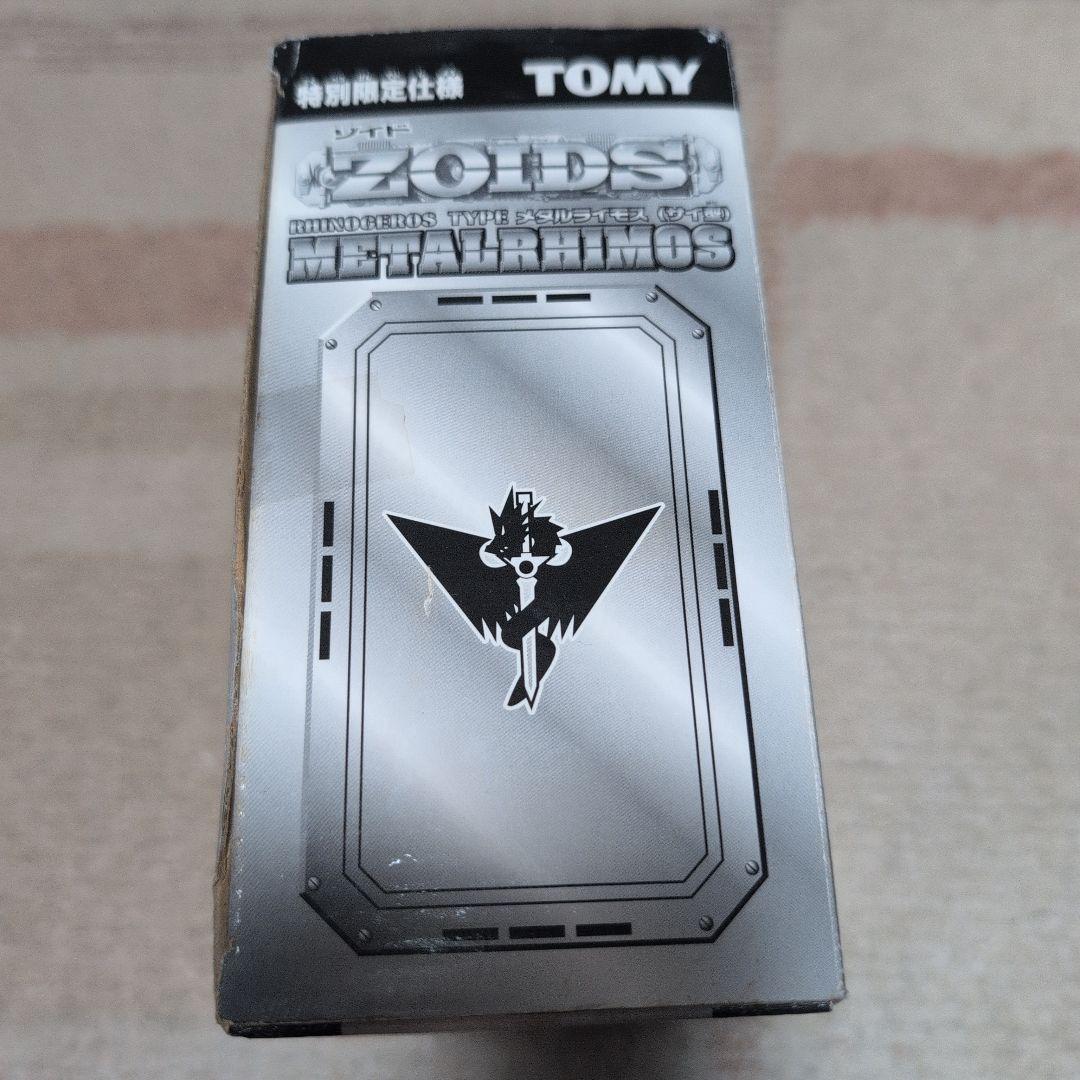 特別限定仕様 TOMY
ゾイド
ZOIDS
RHINOCEROS TYPE メタルライモス (サイ型)
METALRHIMOS